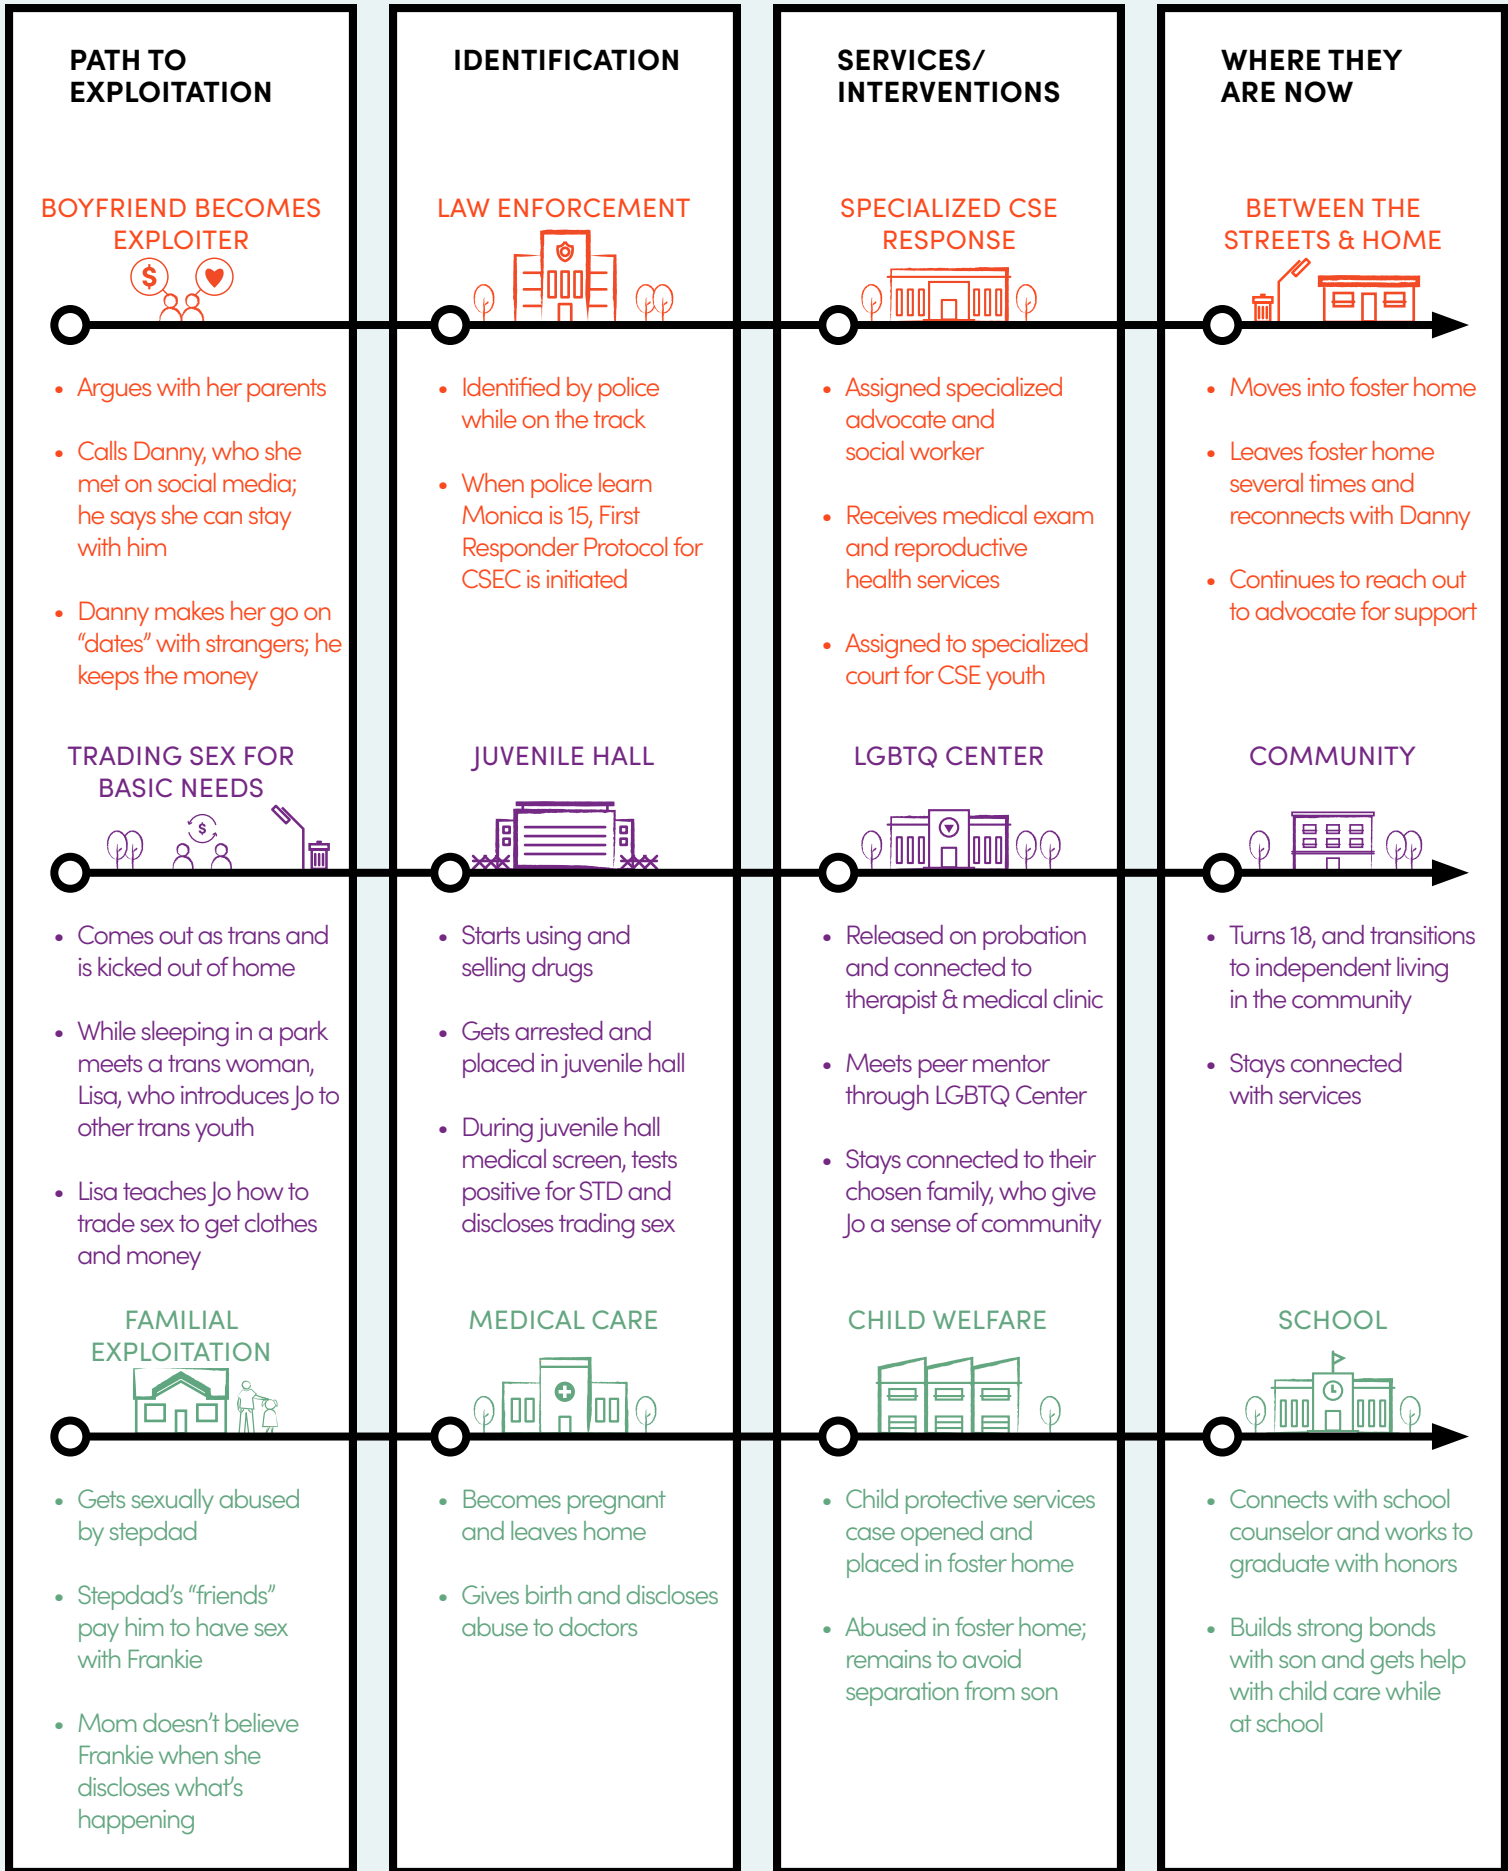 PATH TO
EXPLOITATION
IDENTIFICATION
SERVICES/
INTERVENTIONS
WHERE THEY
ARE NOW
BOYFRIEND BECOMES
EXPLOITER
$
LAW ENFORCEMENT
SPECIALIZED CSE
RESPONSE
BETWEEN THE
STREETS & HOME
• Argues with her parents
• Calls Danny, who she
met on social media;
he says she can stay
with him
• Danny makes her go on
“dates” with strangers; he
keeps the money
• Identified by police
while on the track
• When police learn
Monica is 15, First
Responder Protocol for
CSEC is initiated
• Assigned specialized
advocate and
social worker
• Receives medical exam
and reproductive
health services
• Assigned to specialized
court for CSE youth
• Moves into foster home
• Leaves foster home
several times and
reconnects with Danny
• Continues to reach out
to advocate for support
TRADING SEX FOR
BASIC NEEDS
$
JUVENILE HALL
LGBTQ CENTER
COMMUNITY
• Comes out as trans and
is kicked out of home
• While sleeping in a park
meets a trans woman,
Lisa, who introduces Jo to
other trans youth
• Lisa teaches Jo how to
trade sex to get clothes
and money
• Starts using and
selling drugs
• Gets arrested and
placed in juvenile hall
• During juvenile hall
medical screen, tests
positive for STD and
discloses trading sex
• Released on probation
and connected to
therapist & medical clinic
• Meets peer mentor
through LGBTQ Center
• Stays connected to their
chosen family, who give
Jo a sense of community
• Turns 18, and transitions
to independent living
in the community
• Stays connected
with services
FAMILIAL
EXPLOITATION
MEDICAL CARE
CHILD WELFARE
SCHOOL
• Gets sexually abused
by stepdad
• Stepdad’s “friends”
pay him to have sex
with Frankie
• Mom doesn’t believe
Frankie when she
discloses what’s
happening
• Becomes pregnant
and leaves home
• Gives birth and discloses
abuse to doctors
• Child protective services
case opened and
placed in foster home
• Abused in foster home;
remains to avoid
separation from son
• Connects with school
counselor and works to
graduate with honors
• Builds strong bonds
with son and gets help
with child care while
at school